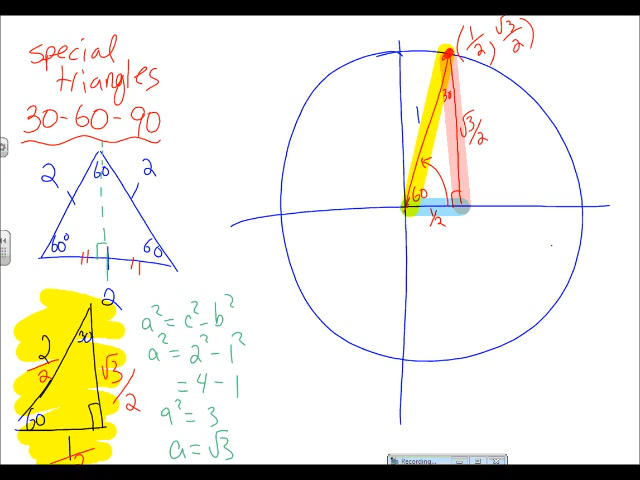 special
triangles
30-60-90
2
60
2
60°
60
2
2/2
30
√3/2
60
1/2
a² = c² - b²
a² = 2² - 1²
= 4 - 1
a² = 3
a = √3
(1/2, √3/2)
30
1
√3/2
60
1/2
Recording...